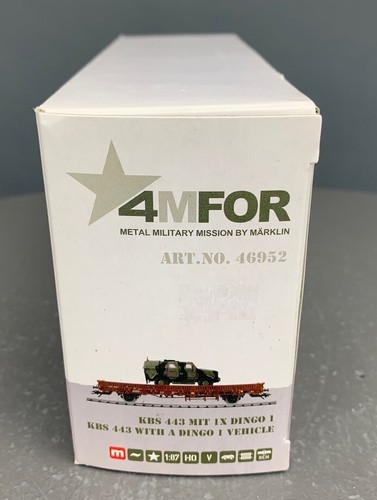 4MFOR
METAL MILITARY MISSION BY MÄRKLIN
ART.NO. 46952
KBS 443 MIT 1X DINGO 1
KBS 443 WITH A DINGO 1 VEHICLE
m 1:87 H0 V